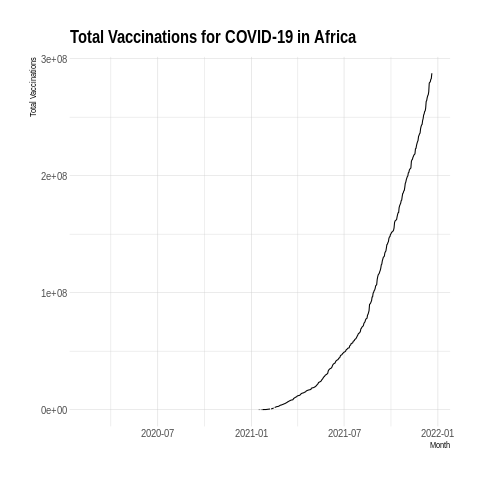 Total Vaccinations for COVID-19 in Africa
Total Vaccinations
3e+08
2e+08
1e+08
0e+00
2020-07 2021-01 2021-07 2022-01
Month